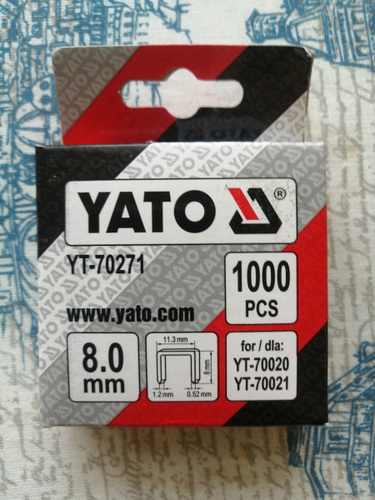 YATO
YATO ®
YT-70271
1000
PCS
www.yato.com
8.0
mm
11.3 mm
8 mm
1.2 mm
0.52 mm
for / dla:
YT-70020
YT-70021